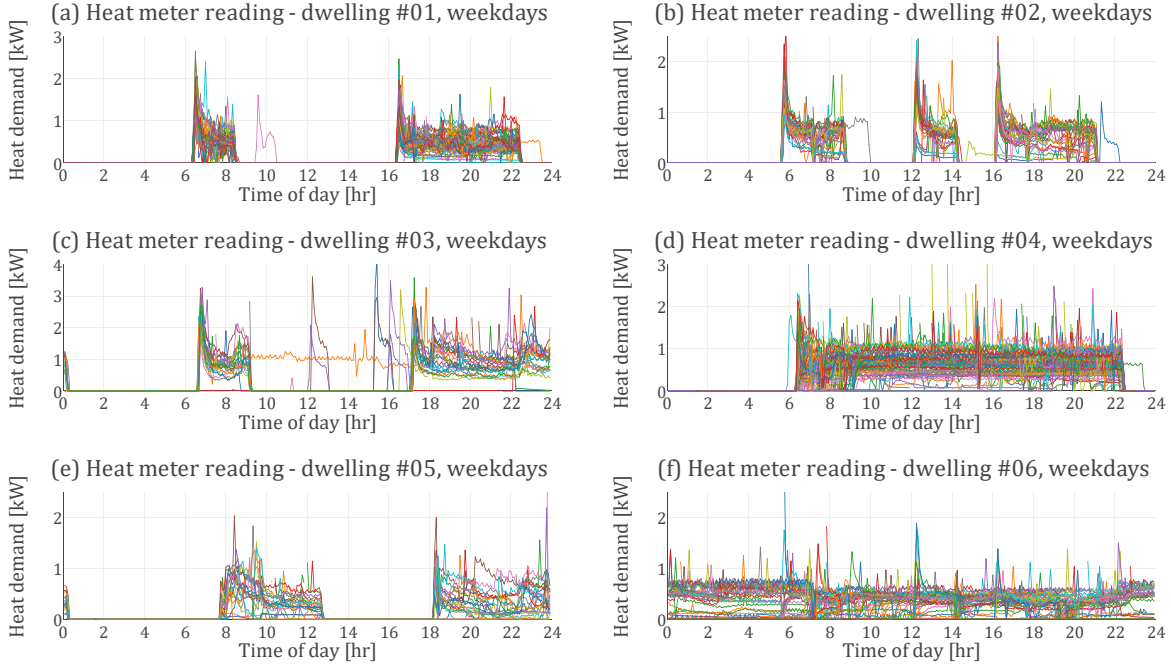 (a) Heat meter reading - dwelling #01, weekdays
Heat demand [kW]
3
2
1
0
0 2 4 6 8 10 12 14 16 18 20 22 24
Time of day [hr]
(b) Heat meter reading - dwelling #02, weekdays
Heat demand [kW]
2
1
0
0 2 4 6 8 10 12 14 16 18 20 22 24
Time of day [hr]
(c) Heat meter reading - dwelling #03, weekdays
Heat demand [kW]
4
3
2
1
0
0 2 4 6 8 10 12 14 16 18 20 22 24
Time of day [hr]
(d) Heat meter reading - dwelling #04, weekdays
Heat demand [kW]
3
2
1
0
0 2 4 6 8 10 12 14 16 18 20 22 24
Time of day [hr]
(e) Heat meter reading - dwelling #05, weekdays
Heat demand [kW]
2
1
0
0 2 4 6 8 10 12 14 16 18 20 22 24
Time of day [hr]
(f) Heat meter reading - dwelling #06, weekdays
Heat demand [kW]
2
1
0
0 2 4 6 8 10 12 14 16 18 20 22 24
Time of day [hr]